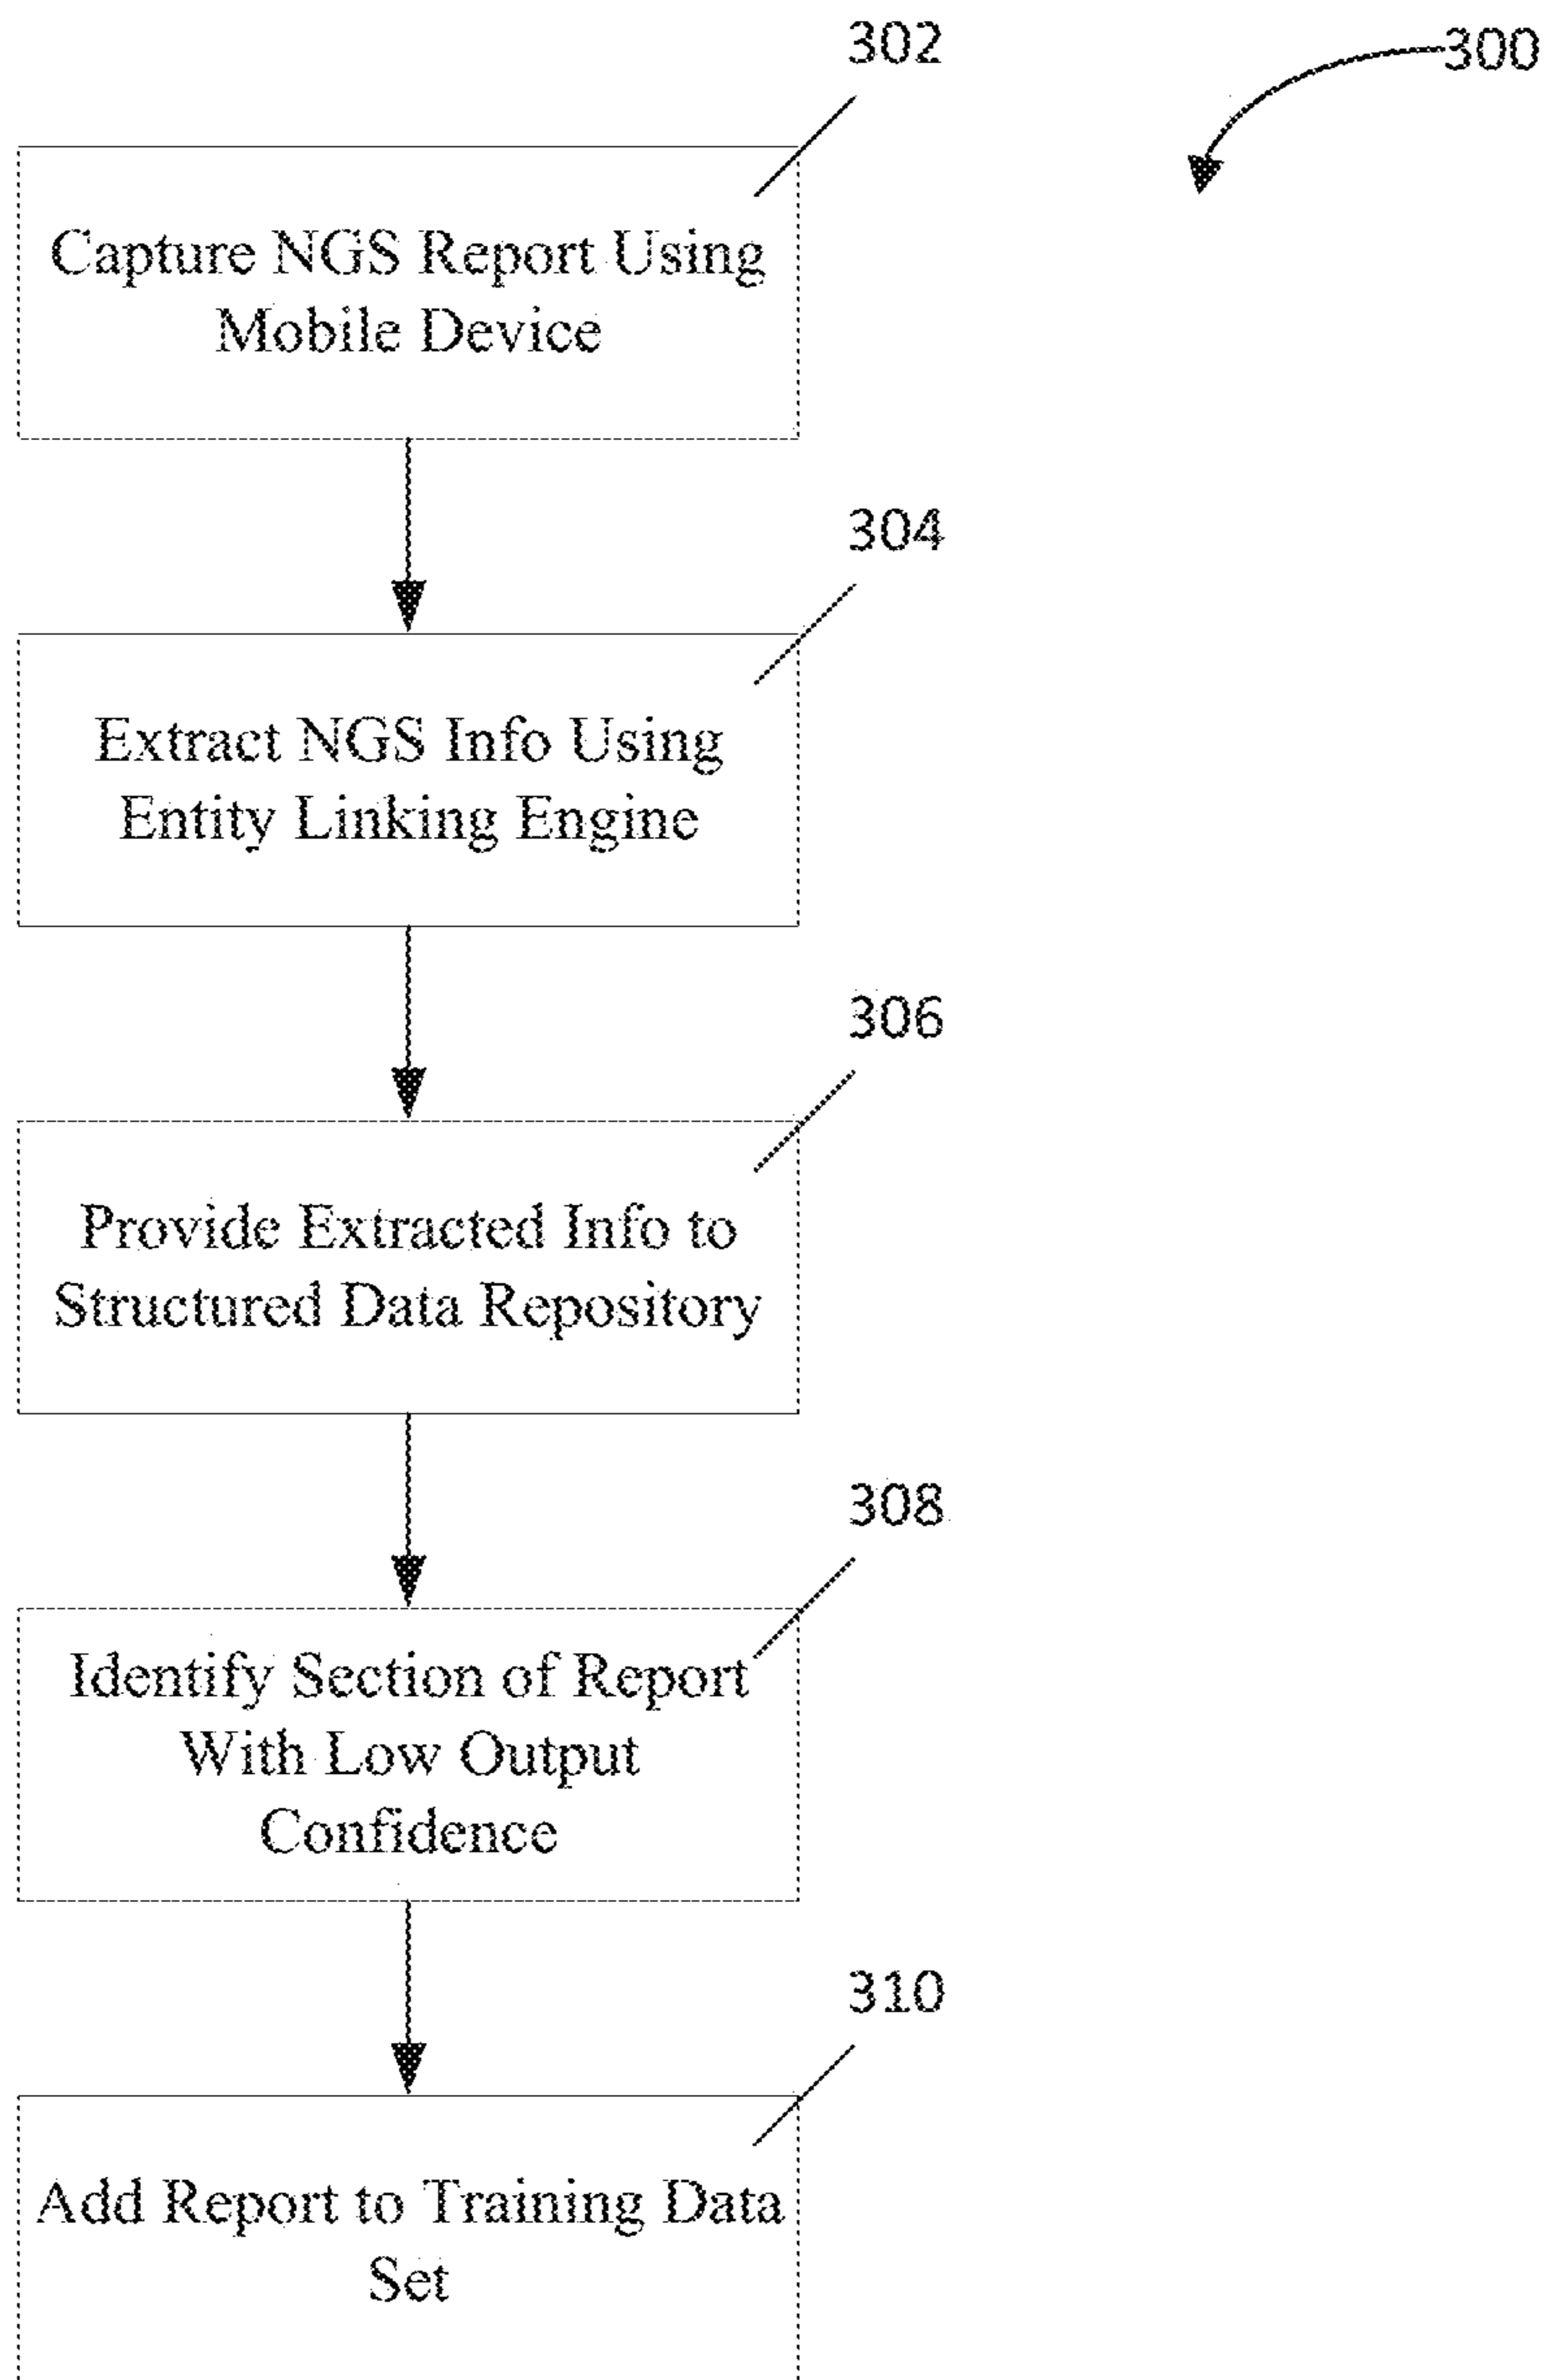 302
300
Capture NGS Report Using
Mobile Device
304
Extract NGS Info Using
Entity Linking Engine
306
Provide Extracted Info to
Structured Data Repository
308
Identify Section of Report
With Low Output
Confidence
310
Add Report to Training Data
Set